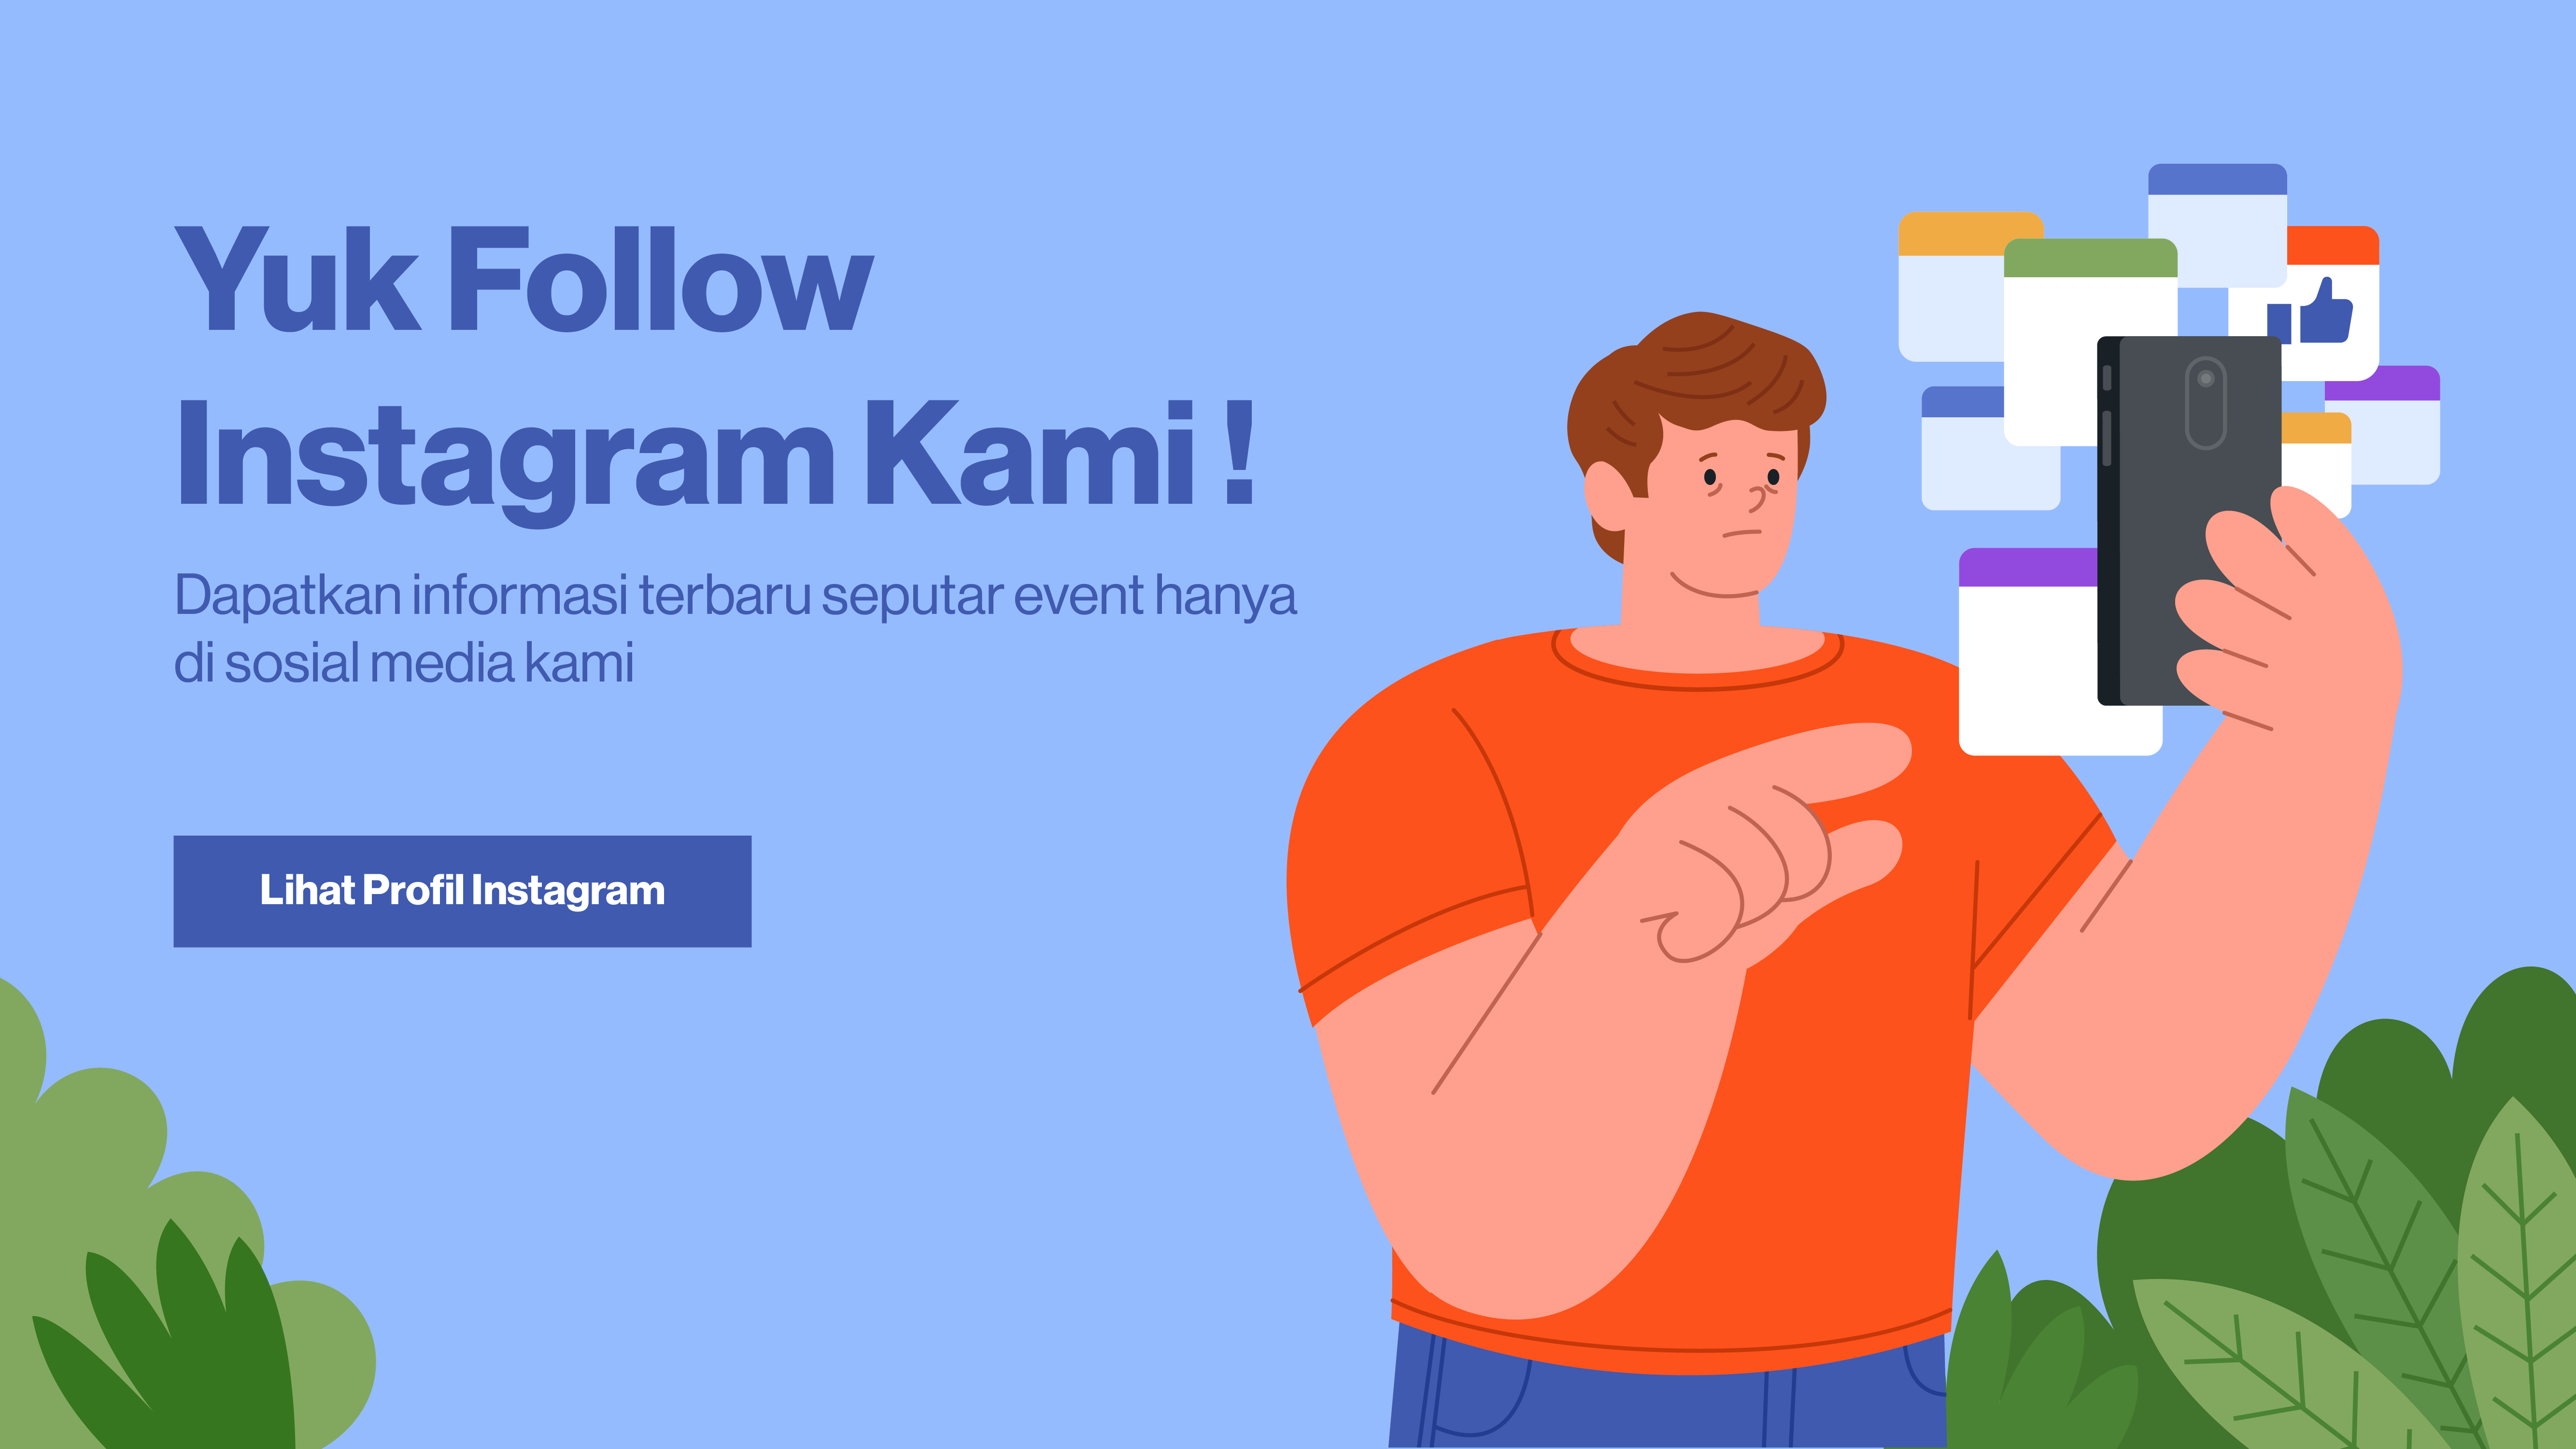 Yuk Follow
Instagram Kami !
Dapatkan informasi terbaru seputar event hanya
di sosial media kami
Lihat Profil Instagram